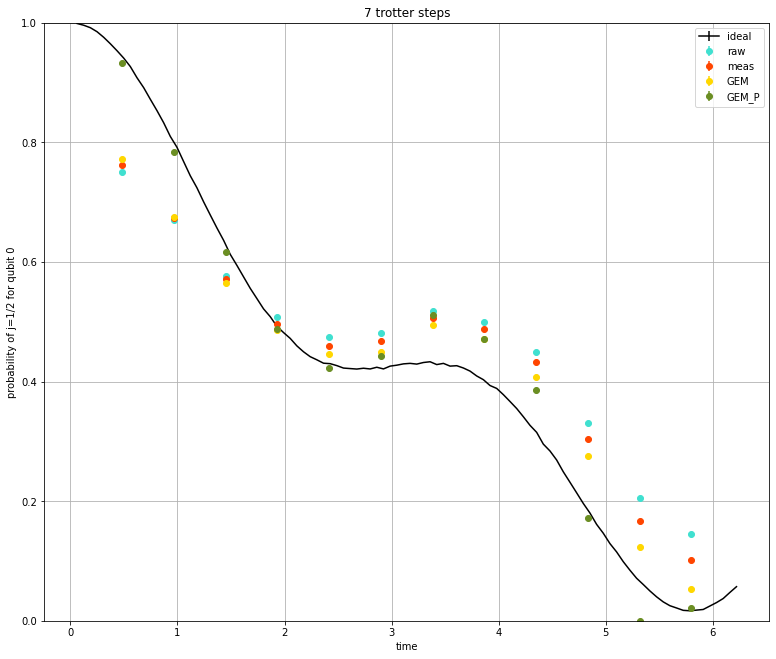 7 trotter steps
ideal
raw
meas
GEM
GEM_P
probability of j=1/2 for qubit 0
1.0
0.8
0.6
0.4
0.2
0.0
0 1 2 3 4 5 6
time